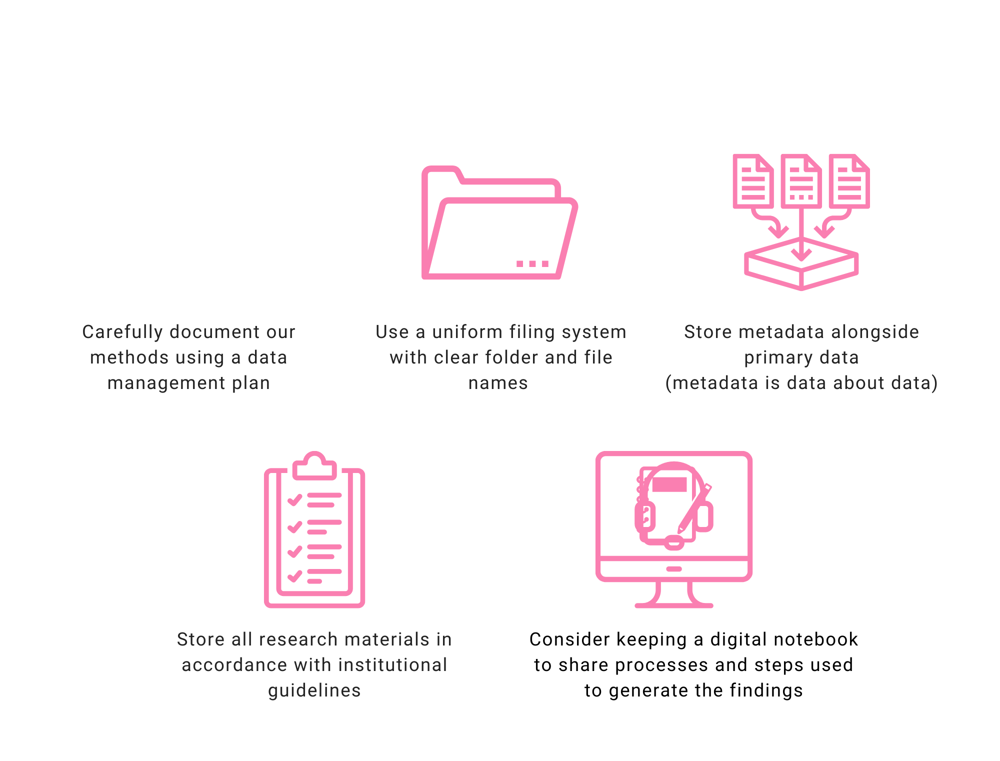 Carefully document our
methods using a data
management plan
Use a uniform filing system
with clear folder and file
names
Store metadata alongside
primary data
(metadata is data about data)
Store all research materials in
accordance with institutional
guidelines
Consider keeping a digital notebook
to share processes and steps used
to generate the findings